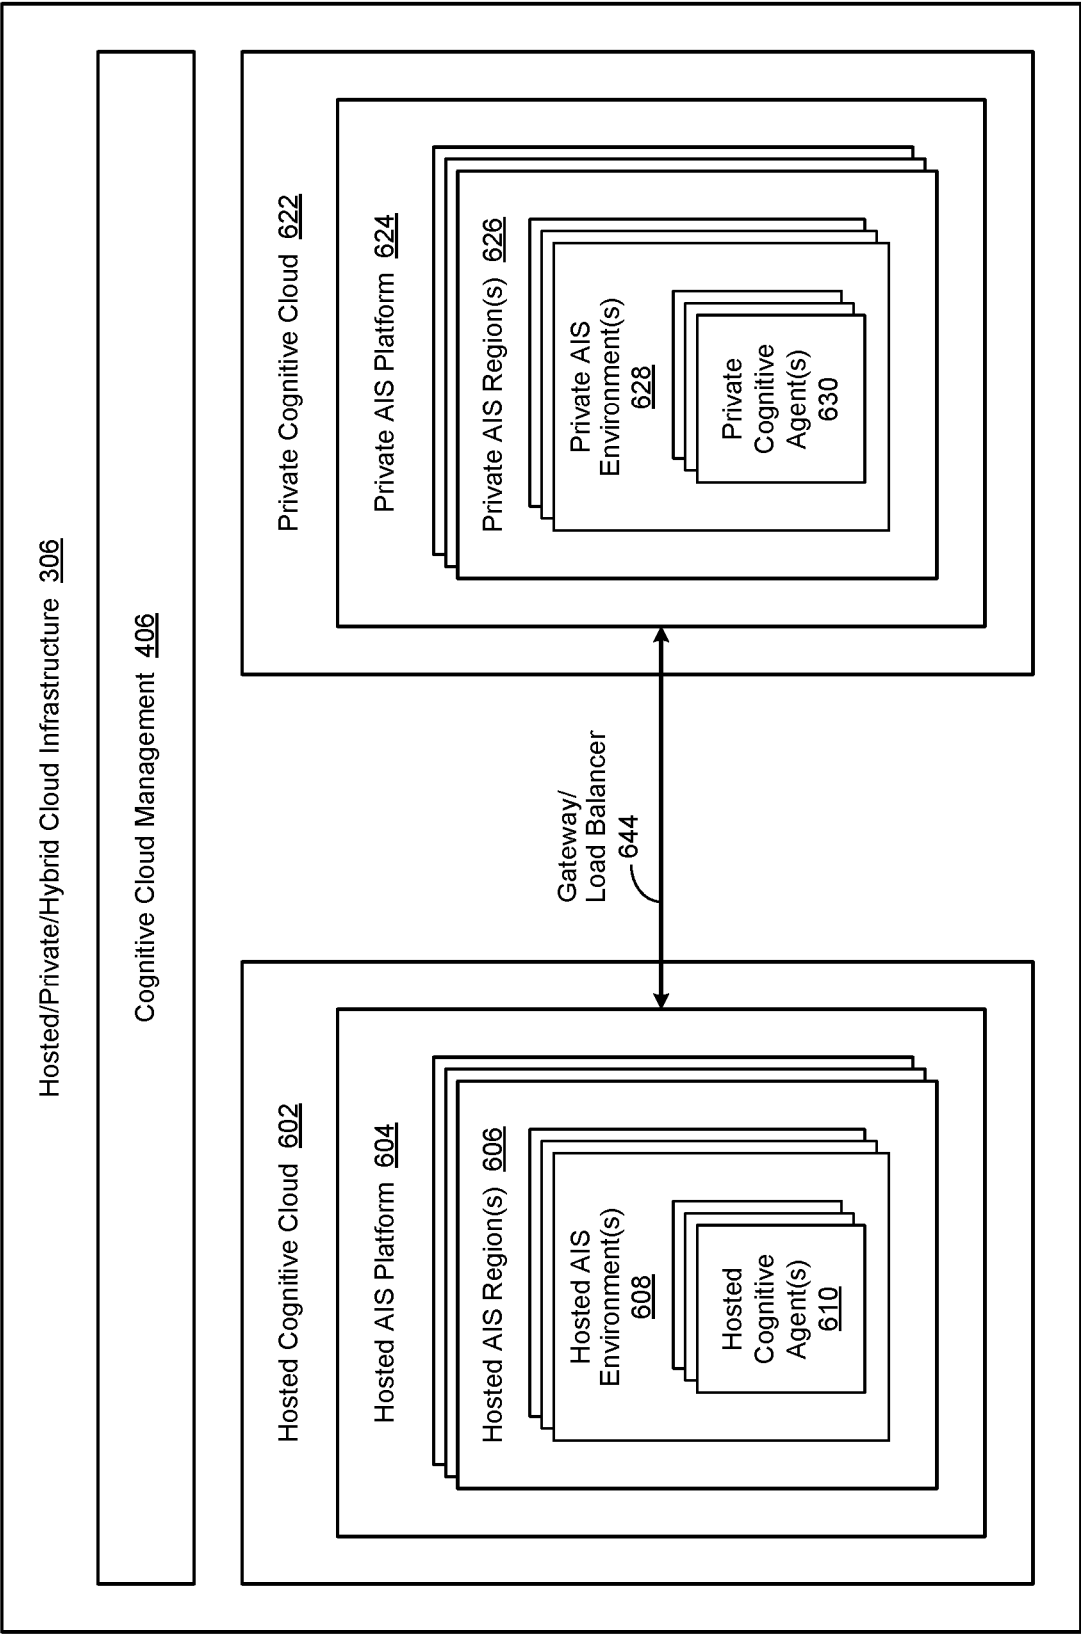 Hosted/Private/Hybrid Cloud Infrastructure 306
Cognitive Cloud Management 406
Hosted Cognitive Cloud 602
Hosted AIS Platform 604
Hosted AIS Region(s) 606
Hosted AIS
Environment(s)
608
Hosted
Cognitive
Agent(s)
610
Gateway/
Load Balancer
644
Private Cognitive Cloud 622
Private AIS Platform 624
Private AIS Region(s) 626
Private AIS
Environment(s)
628
Private
Cognitive
Agent(s)
630